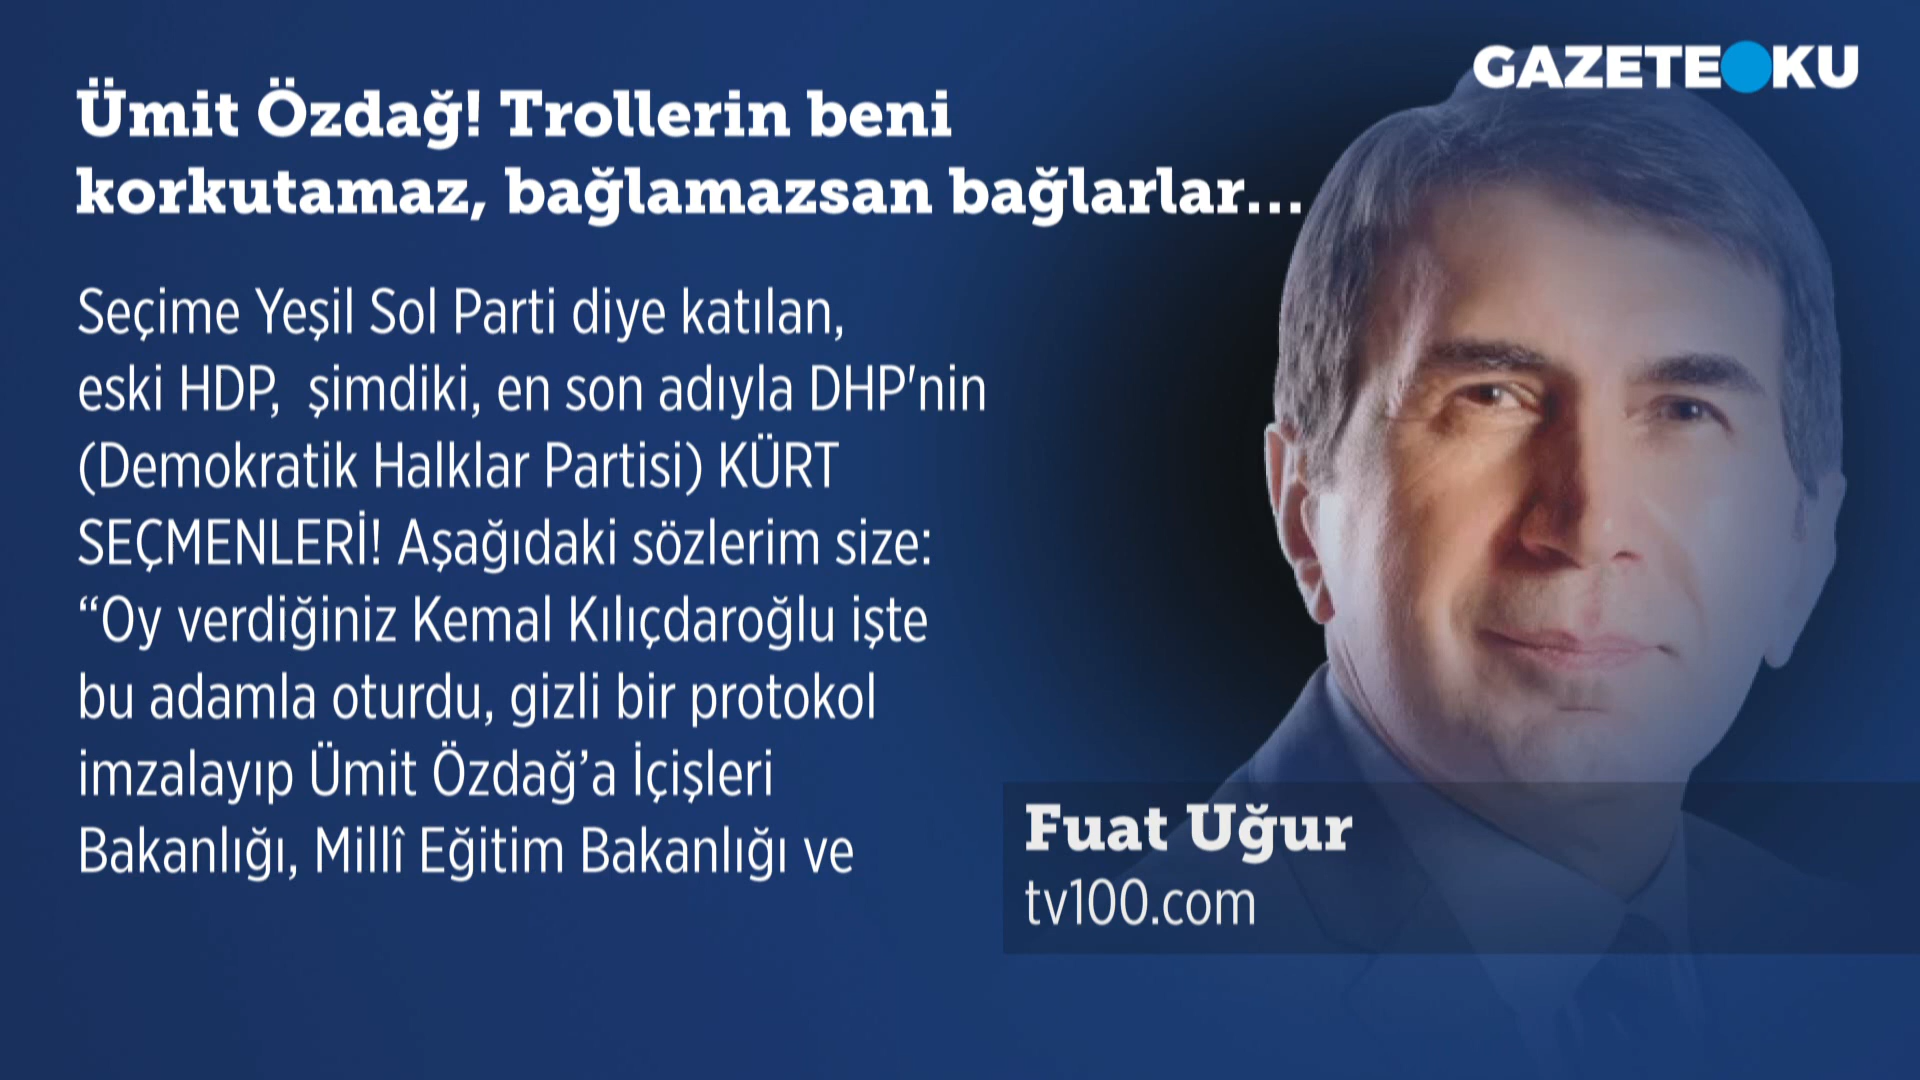 GAZETE KU
Ümit Özdağ! Trollerin beni
korkutamaz, bağlamazsan bağlarlar...
Seçime Yeşil Sol Parti diye katılan,
eski HDP, şimdiki, en son adıyla DHP'nin
(Demokratik Halklar Partisi) KÜRT
SEÇMENLERİ! Aşağıdaki sözlerim size:
“Oy verdiğiniz Kemal Kılıçdaroğlu işte
bu adamla oturdu, gizli bir protokol
imzalayıp Ümit Özdağ’a İçişleri
Bakanlığı, Millî Eğitim Bakanlığı ve
Fuat Uğur
tv100.com